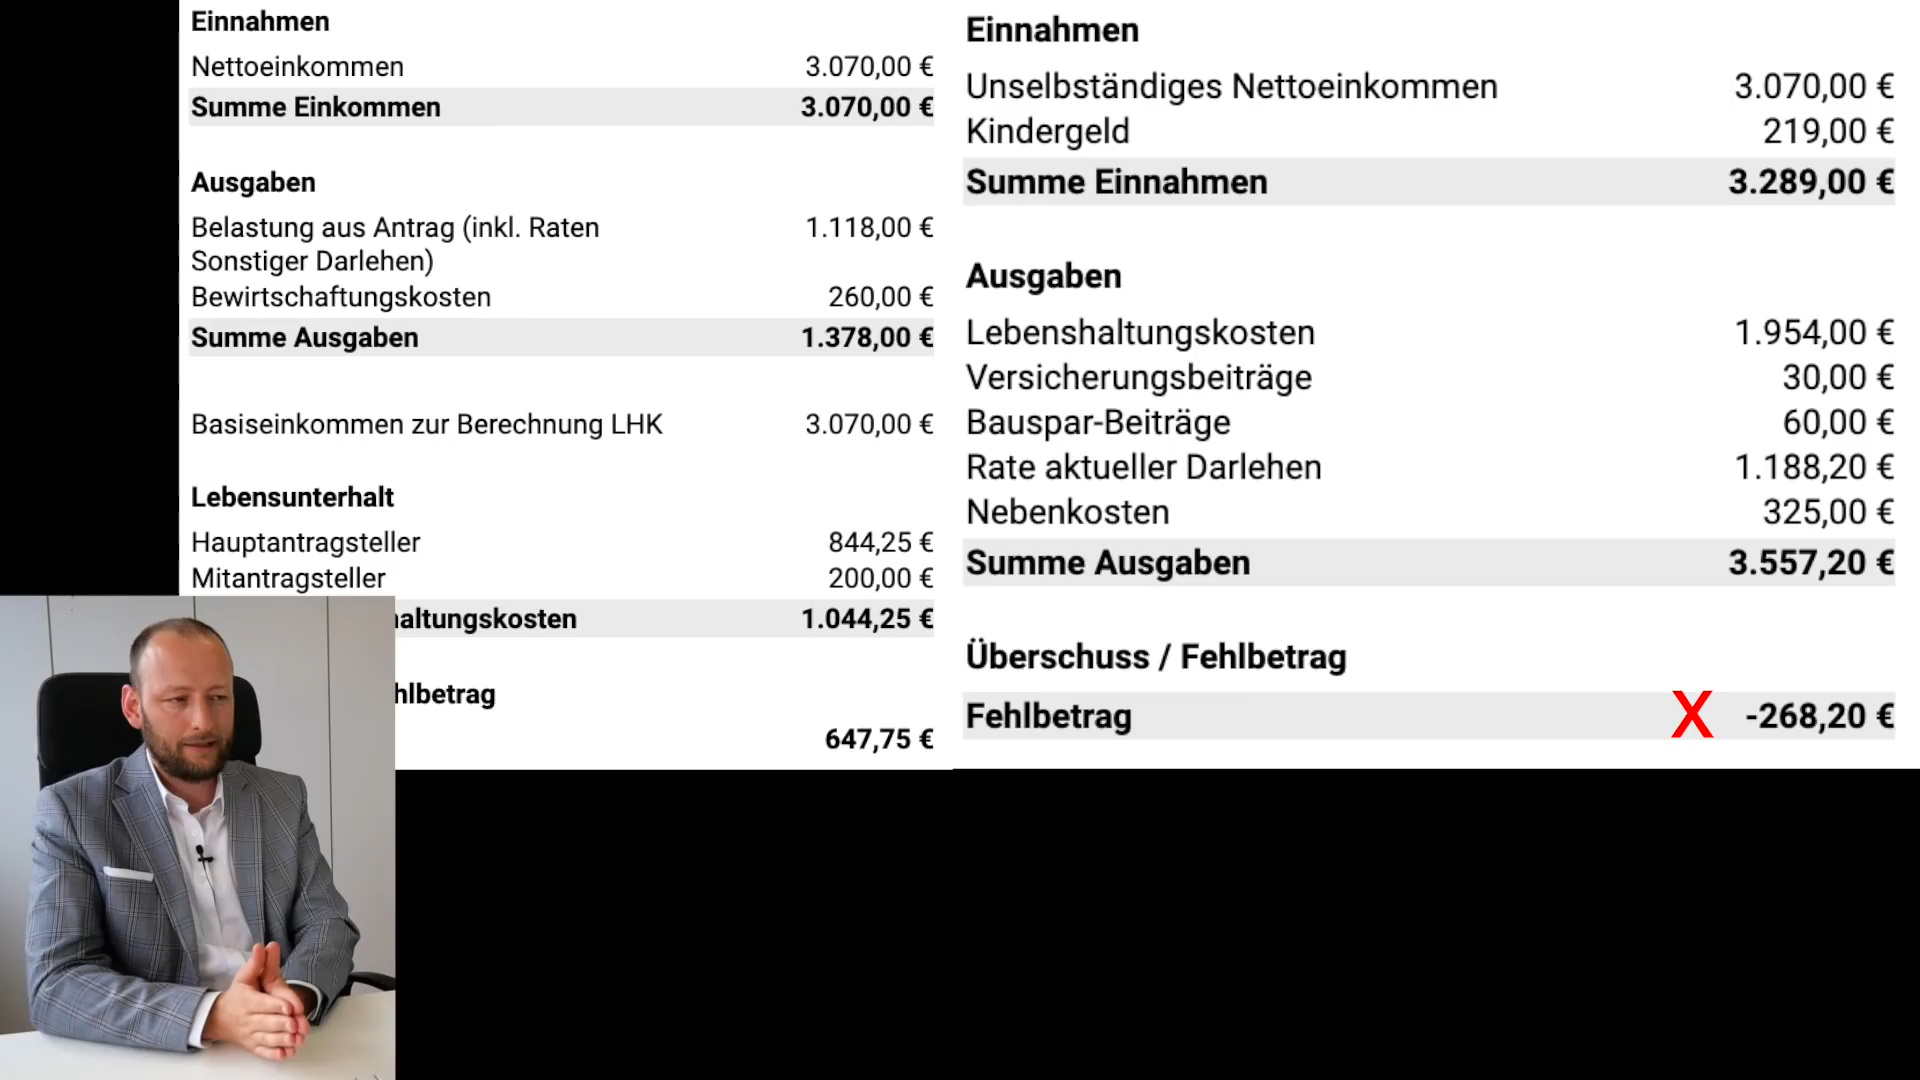 Einnahmen
Nettoeinkommen 3.070,00 €
Summe Einkommen 3.070,00 €
Ausgaben
Belastung aus Antrag (inkl. Raten 1.118,00 €
Sonstiger Darlehen)
Bewirtschaftungskosten 260,00 €
Summe Ausgaben 1.378,00 €
Basiseinkommen zur Berechnung LHK 3.070,00 €
Lebensunterhalt
Hauptantragsteller 844,25 €
Mitantragsteller 200,00 €
haltungskosten 1.044,25 €
hlbetrag
647,75 €
Einnahmen
Unselbständiges Nettoeinkommen 3.070,00 €
Kindergeld 219,00 €
Summe Einnahmen 3.289,00 €
Ausgaben
Lebenshaltungskosten 1.954,00 €
Versicherungsbeiträge 30,00 €
Bauspar-Beiträge 60,00 €
Rate aktueller Darlehen 1.188,20 €
Nebenkosten 325,00 €
Summe Ausgaben 3.557,20 €
Überschuss / Fehlbetrag
Fehlbetrag X -268,20 €